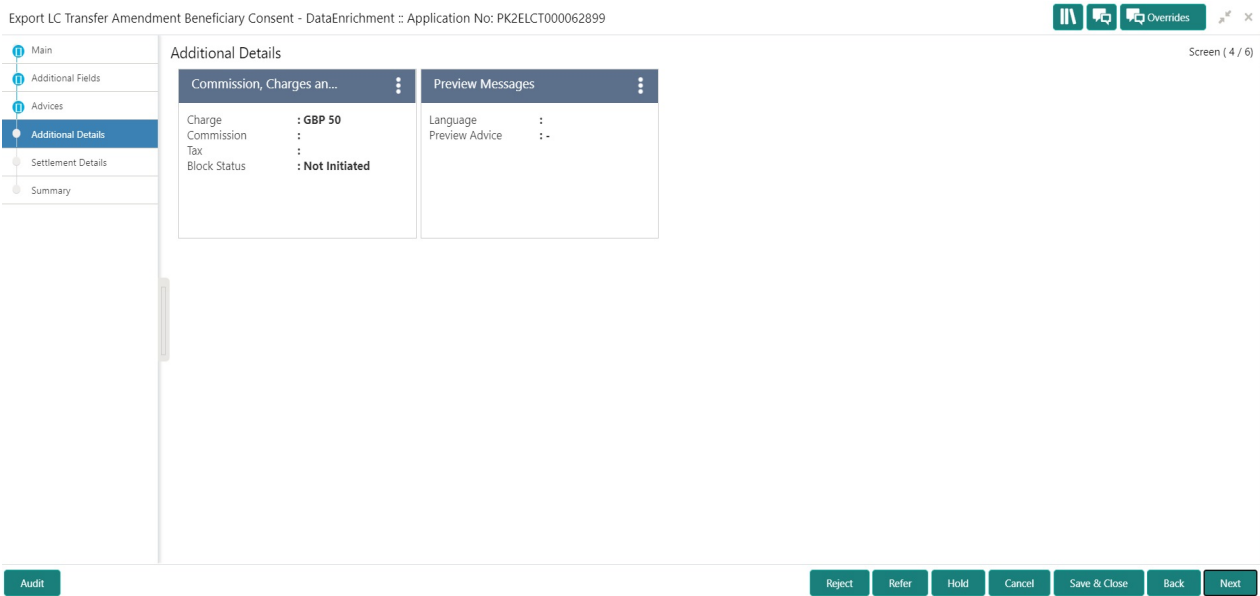 Export LC Transfer Amendment Beneficiary Consent - DataEnrichment :: Application No: PK2ELCT000062899
Overrides
Main
Additional Fields
Advices
Additional Details
Settlement Details
Summary
Additional Details
Screen ( 4 / 6)
Commission, Charges an...
Charge : GBP 50
Commission :
Tax :
Block Status : Not Initiated
Preview Messages
Language :
Preview Advice : -
Audit
Reject
Refer
Hold
Cancel
Save & Close
Back
Next